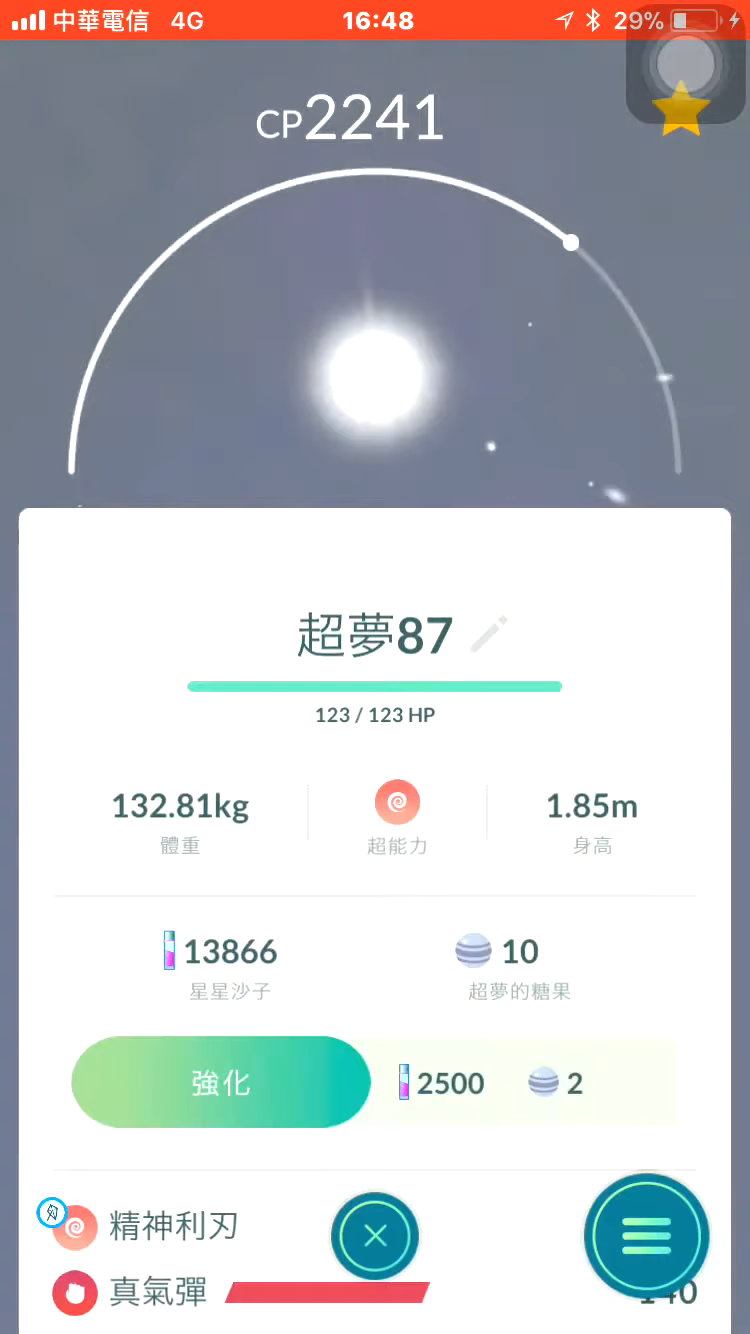 中華電信 4G 16:48 29%
CP2241
超夢87
123 / 123 HP
132.81kg 1.85m
體重 超能力 身高
13866 10
星星沙子 超夢的糖果
強化 2500 2
精神利刃
真氣彈 140